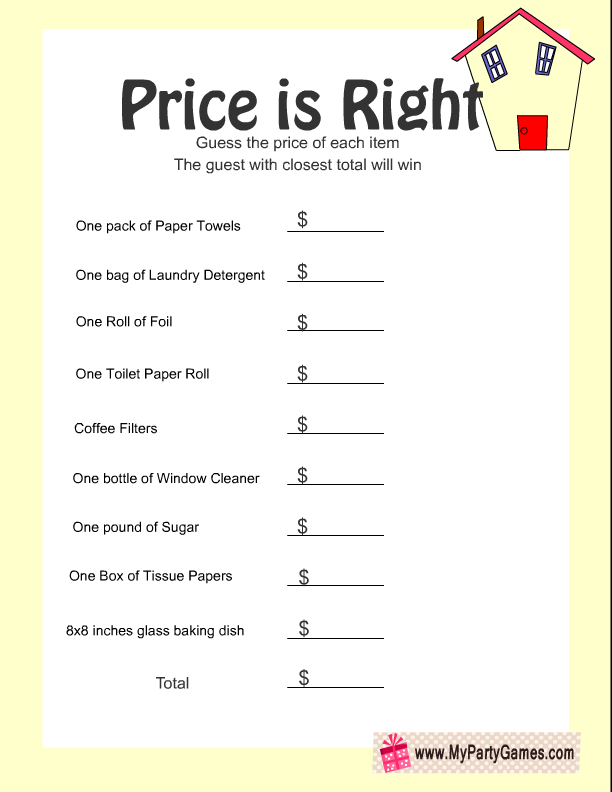 Price is Right
Guess the price of each item
The guest with closest total will win
One pack of Paper Towels $
One bag of Laundry Detergent $
One Roll of Foil $
One Toilet Paper Roll $
Coffee Filters $
One bottle of Window Cleaner $
One pound of Sugar $
One Box of Tissue Papers $
8x8 inches glass baking dish $
Total $
www.MyPartyGames.com